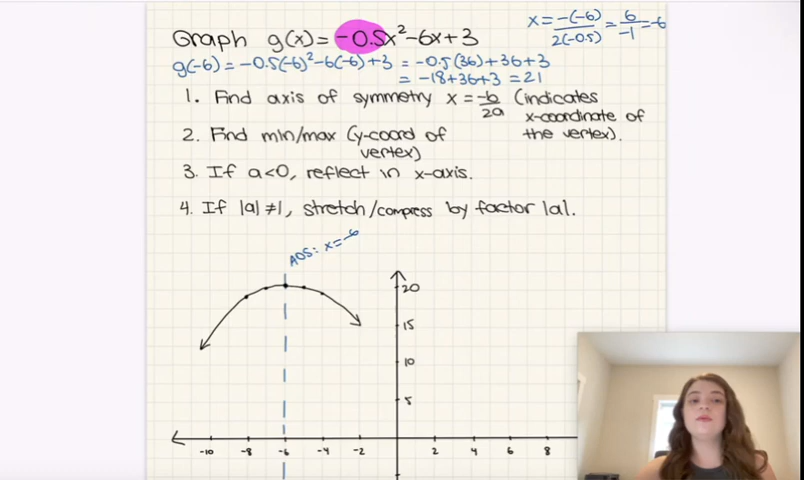 Graph g(x) = -0.5x² - 6x + 3
x = -(-6)/2(-0.5) = 6/-1 = -6
g(-6) = -0.5(-6)² - 6(-6) + 3 = -0.5(36) + 36 + 3
= -18 + 36 + 3 = 21
1. Find axis of symmetry x = -b/2a (indicates
x-coordinate of
the vertex).
2. Find min/max (y-coord of
vertex)
3. If a<0, reflect in x-axis.
4. If |a| ≠ 1, stretch/compress by factor |a|.
AOS: x = -6
20
15
10
5
-10 -8 -6 -4 -2 2 4 6 8